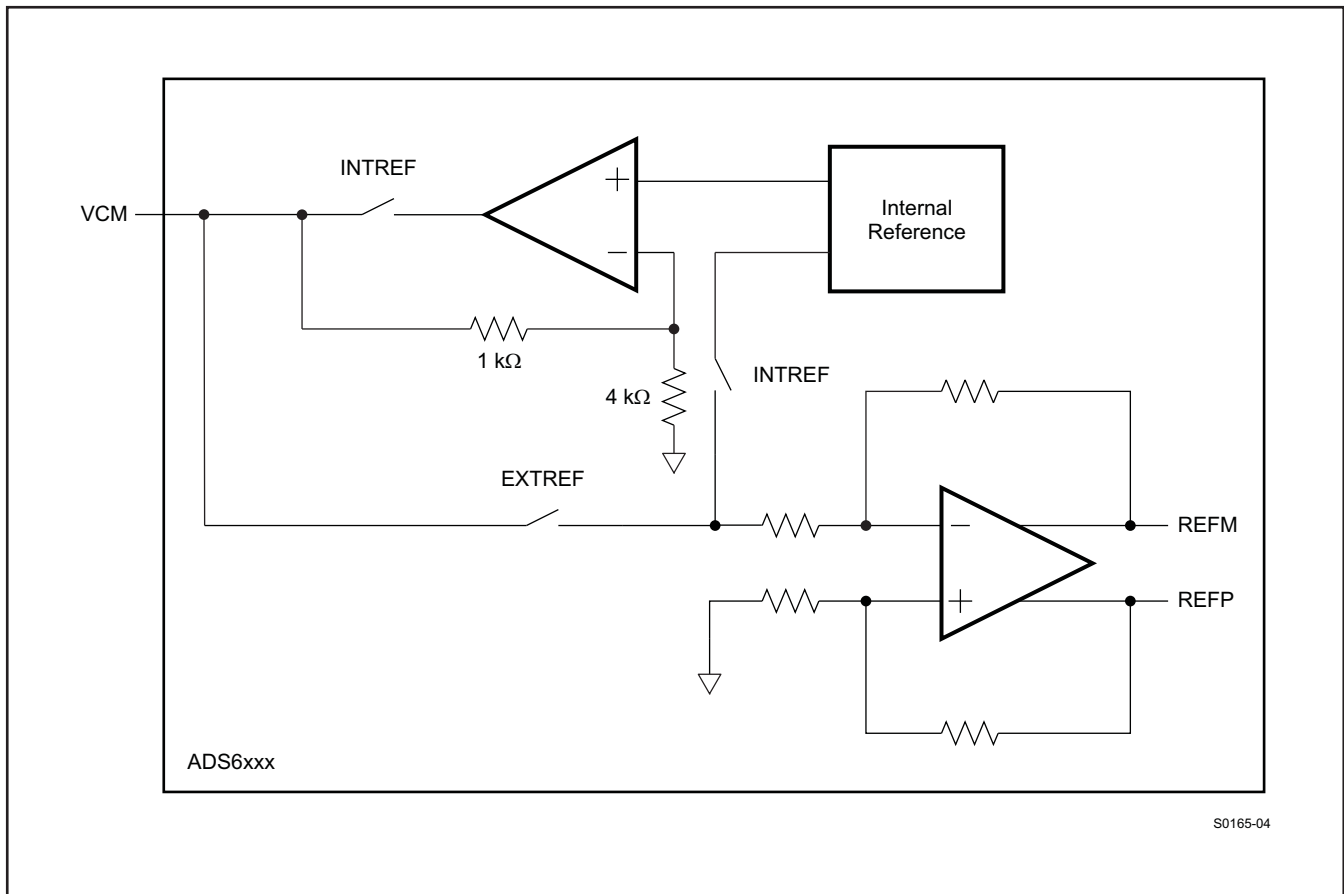 INTREF
VCM
+
−
Internal
Reference
1 kΩ
4 kΩ
INTREF
EXTREF
−
REFM
+
REFP
ADS6xxx
S0165-04